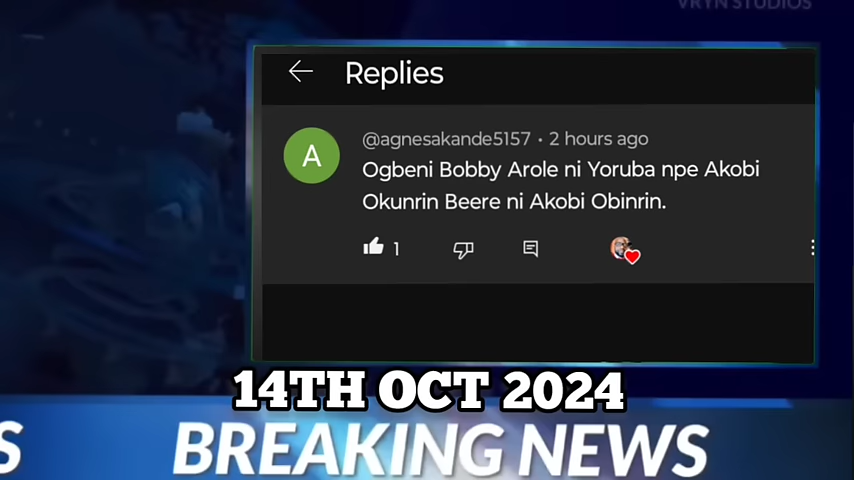 VRYN STUDIOS
Replies
@agnesakande5157 • 2 hours ago
A
Ogbeni Bobby Arole ni Yoruba npe Akobi
Okunrin Beere ni Akobi Obinrin.
1
14TH OCT 2024
S BREAKING NEWS